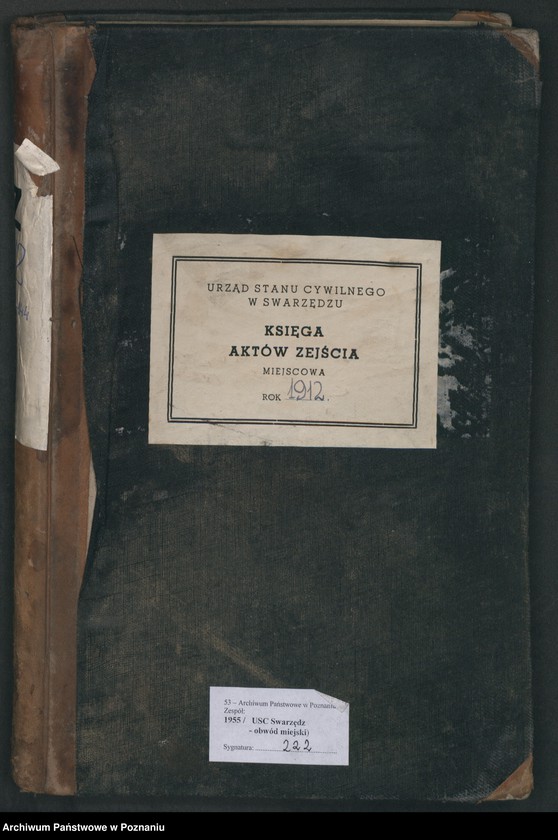 URZĄD STANU CYWILNEGO
W SWARZĘDZU
KSIĘGA
AKTÓW ZEJŚCIA
MIEJSCOWA
ROK 1912.
53 – Archiwum Państwowe w Poznaniu
Zespół:
1955 / USC Swarzędz
- obwód miejski)
Sygnatura: 222
Archiwum Państwowe w Poznaniu